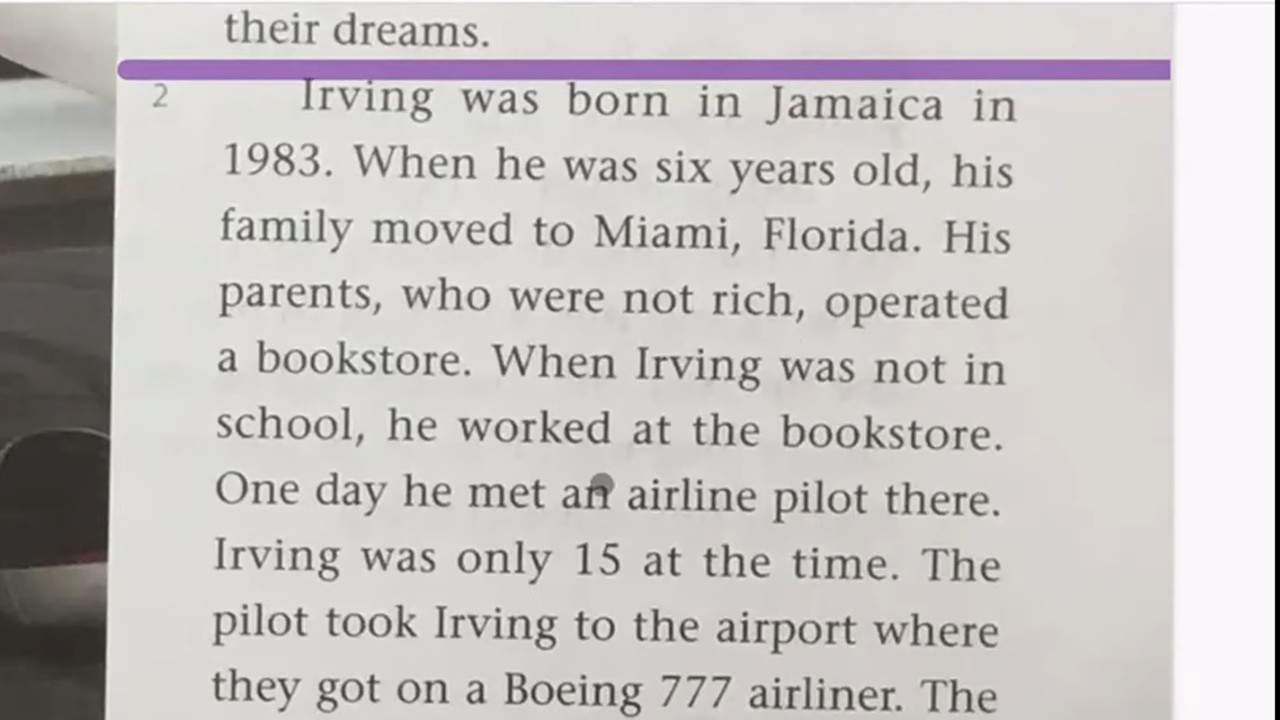 their dreams.
2 Irving was born in Jamaica in
1983. When he was six years old, his
family moved to Miami, Florida. His
parents, who were not rich, operated
a bookstore. When Irving was not in
school, he worked at the bookstore.
One day he met an airline pilot there.
Irving was only 15 at the time. The
pilot took Irving to the airport where
they got on a Boeing 777 airliner. The